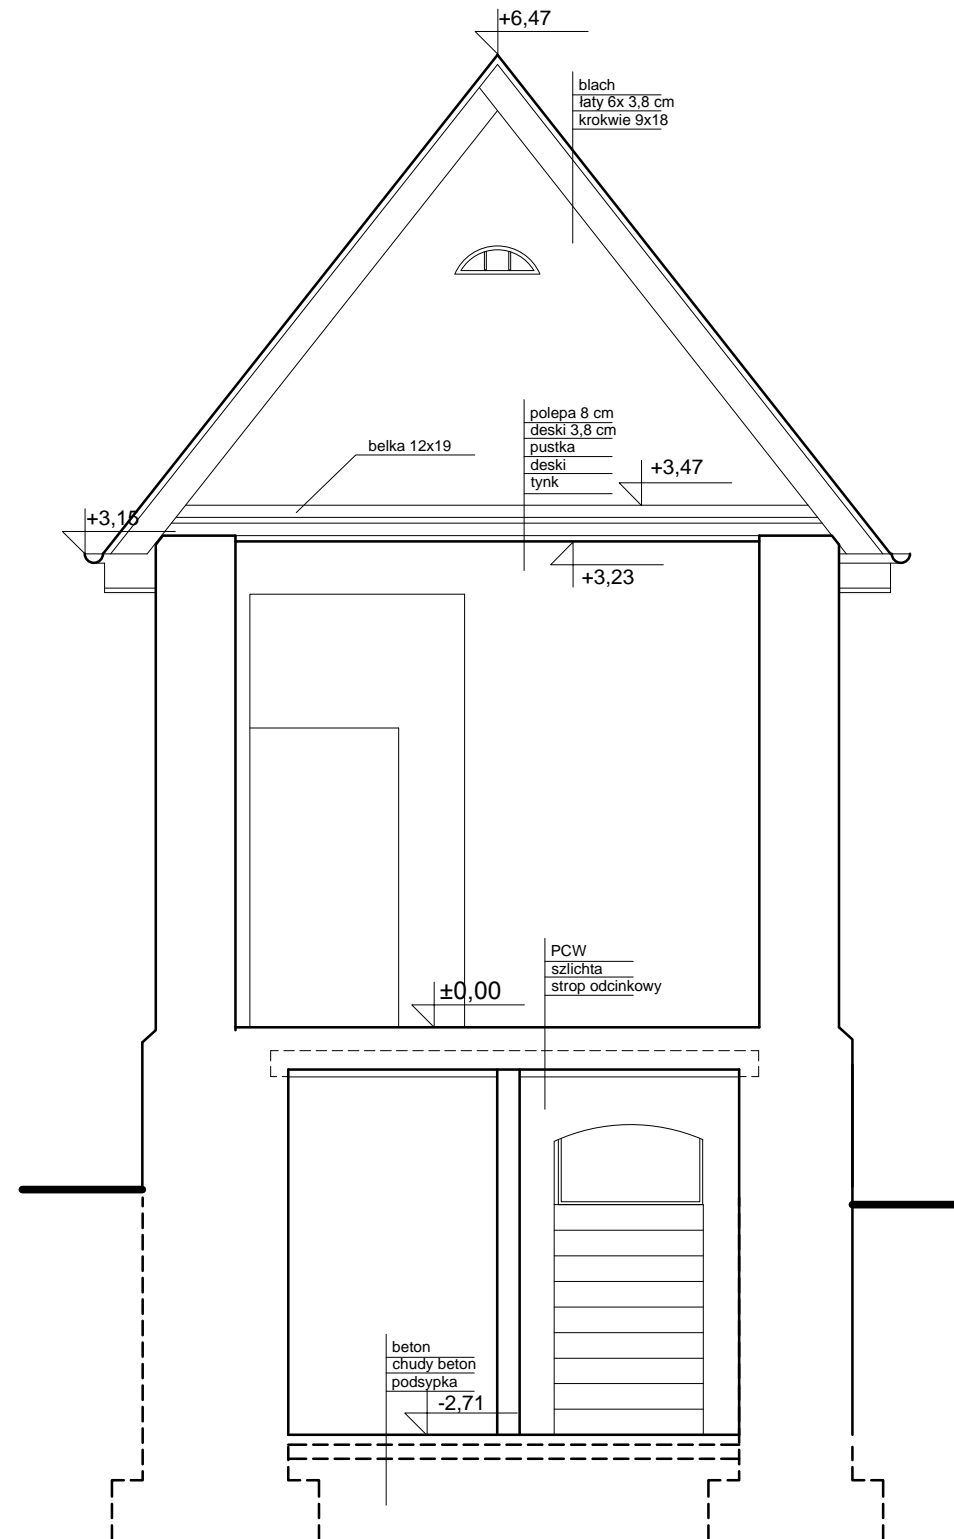 +6,47
blach
łaty 6x 3,8 cm
krokwie 9x18
polepa 8 cm
deski 3,8 cm
pustka
deski
tynk
belka 12x19
+3,47
+3,15
+3,23
PCW
szlichta
strop odcinkowy
±0,00
beton
chudy beton
podsypka
-2,71